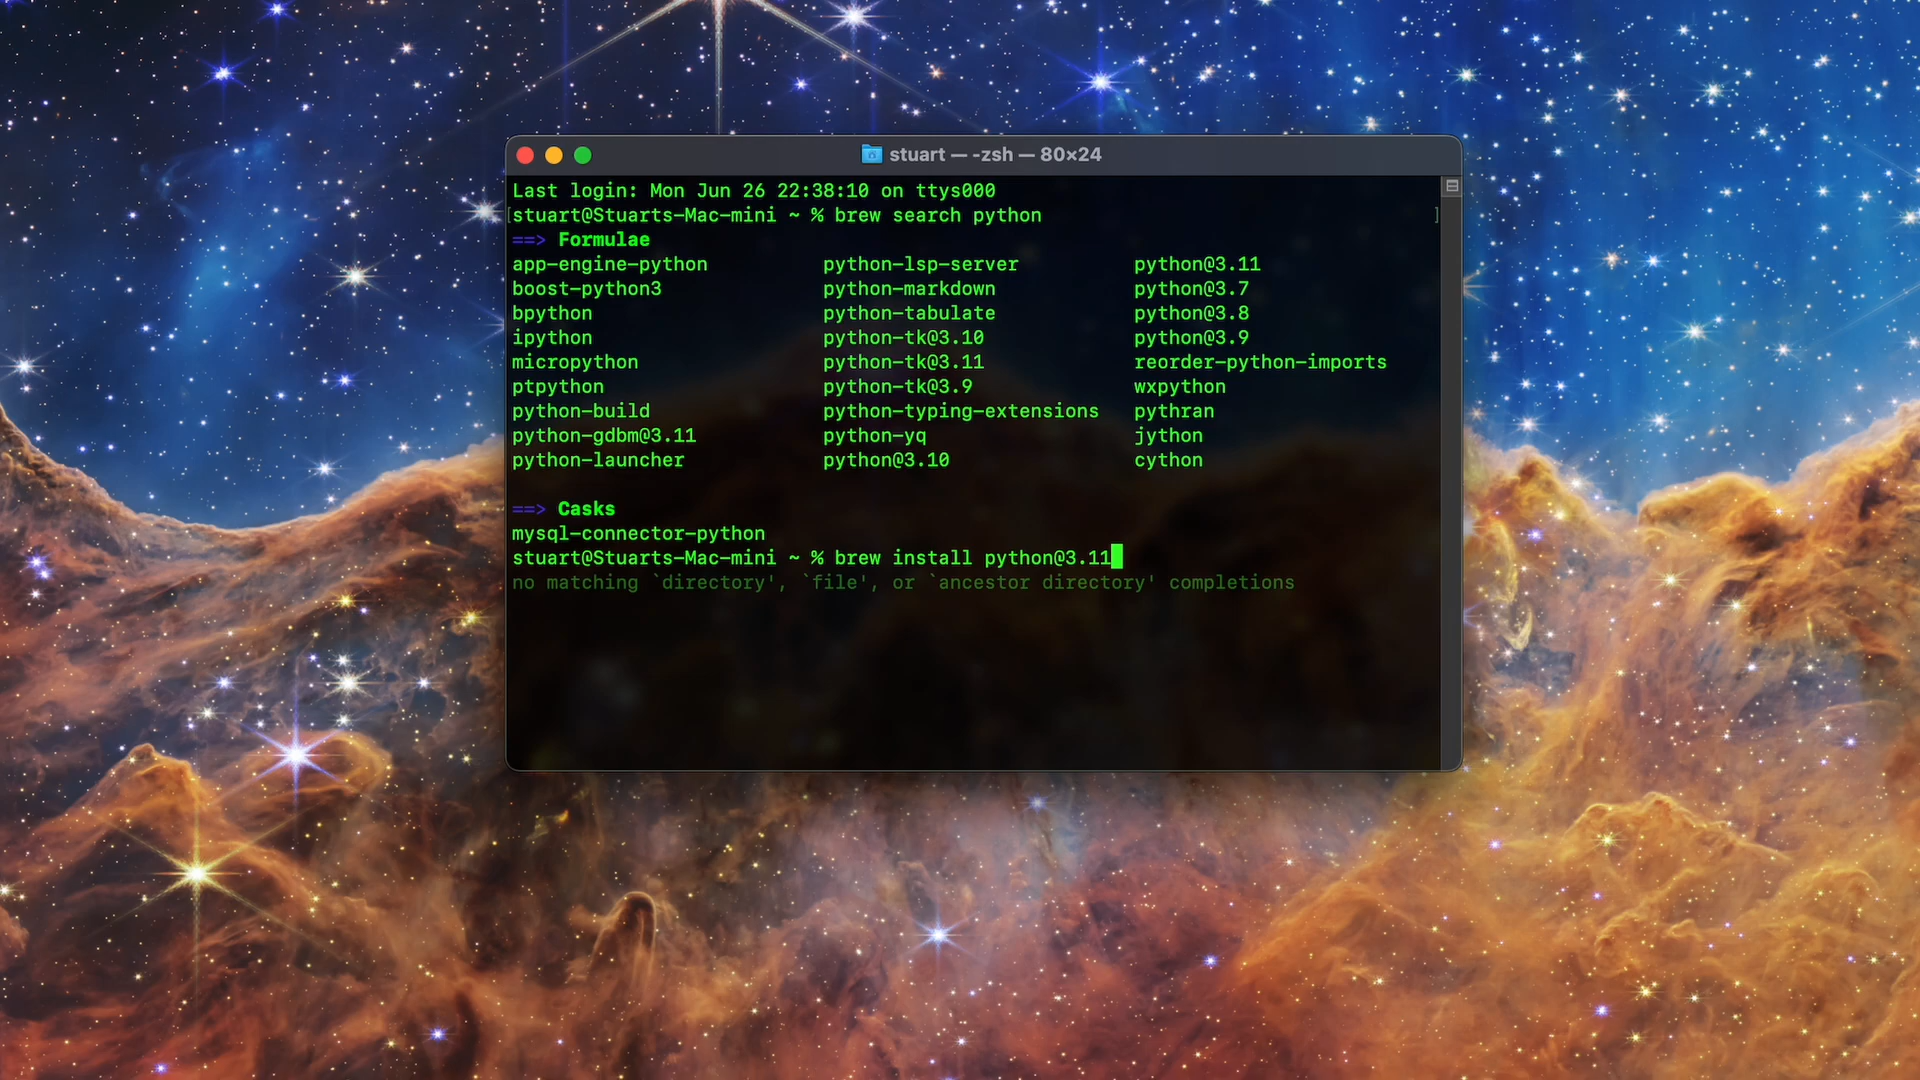 stuart — -zsh — 80×24
Last login: Mon Jun 26 22:38:10 on ttys000
[stuart@Stuarts-Mac-mini ~ % brew search python ]
==> Formulae
app-engine-python python-lsp-server python@3.11
boost-python3 python-markdown python@3.7
bpython python-tabulate python@3.8
ipython python-tk@3.10 python@3.9
micropython python-tk@3.11 reorder-python-imports
ptpython python-tk@3.9 wxpython
python-build python-typing-extensions pythran
python-gdbm@3.11 python-yq jython
python-launcher python@3.10 cython
==> Casks
mysql-connector-python
stuart@Stuarts-Mac-mini ~ % brew install python@3.11
no matching `directory', `file', or `ancestor directory' completions